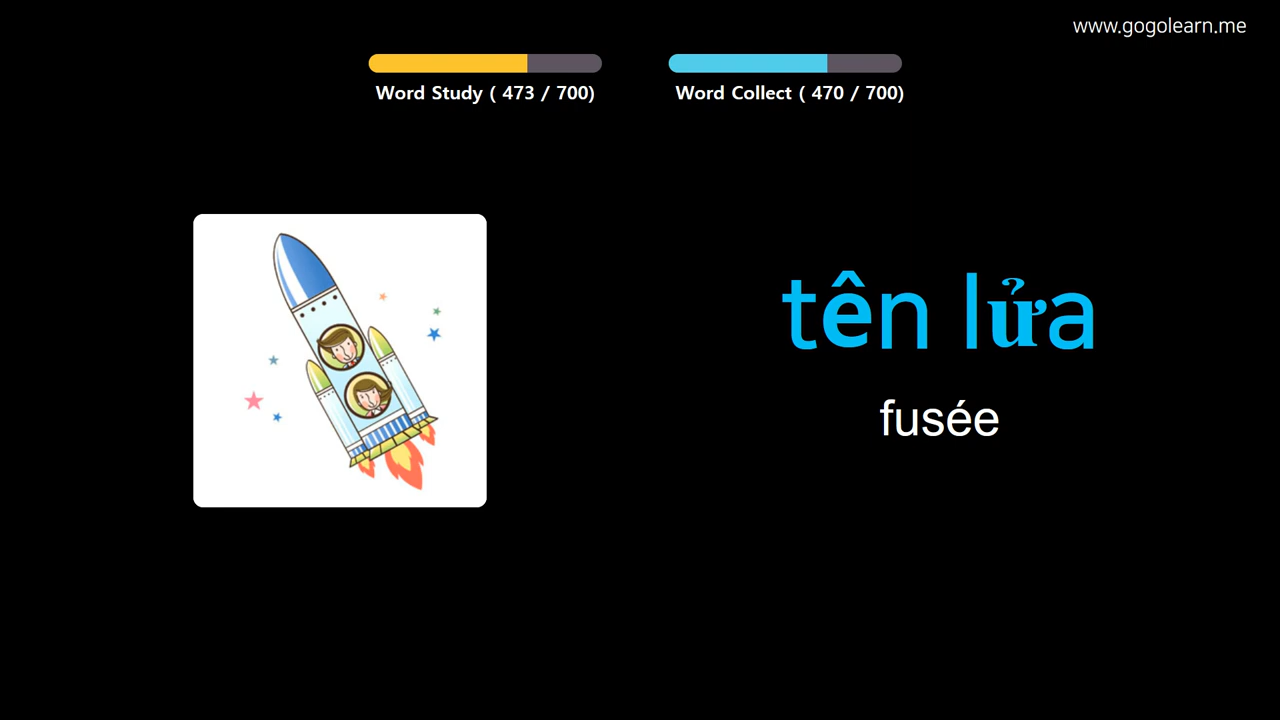 www.gogolearn.me
Word Study ( 473 / 700)
Word Collect ( 470 / 700)
tên lửa
fusée